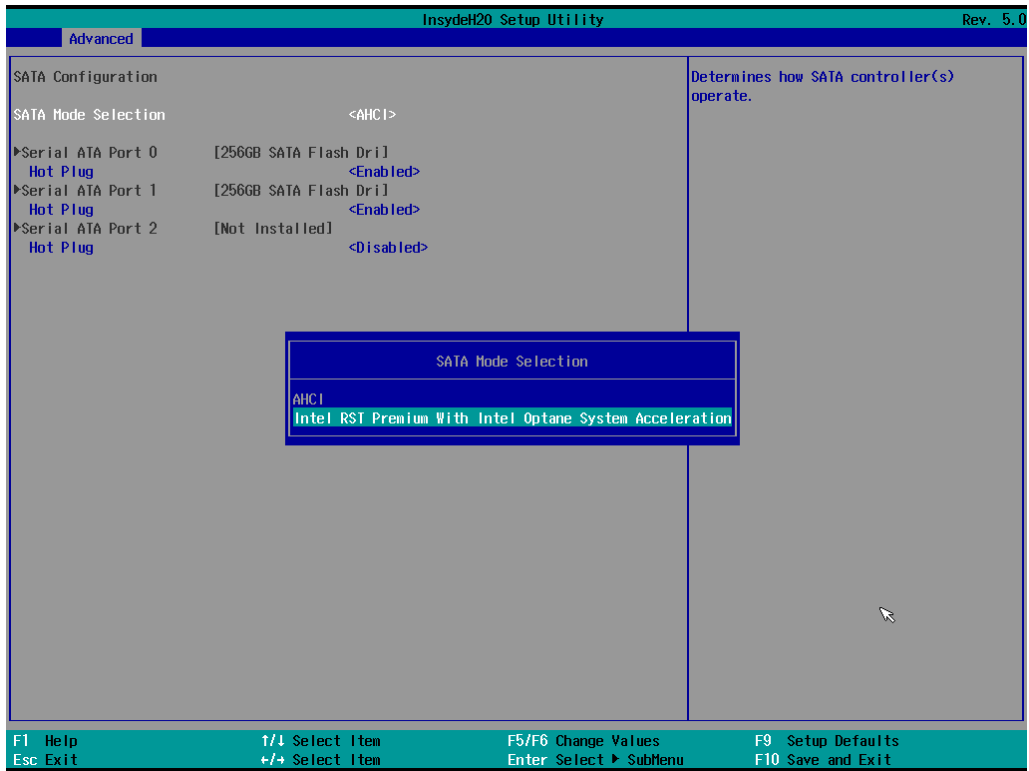 InsydeH20 Setup Utility Rev. 5.0
Advanced
SATA Configuration
SATA Mode Selection <AHCI>
▶Serial ATA Port 0 [256GB SATA Flash Dri]
Hot Plug <Enabled>
▶Serial ATA Port 1 [256GB SATA Flash Dri]
Hot Plug <Enabled>
▶Serial ATA Port 2 [Not Installed]
Hot Plug <Disabled>
Determines how SATA controller(s)
operate.
SATA Mode Selection
AHCI
Intel RST Premium With Intel Optane System Acceleration
F1 Help ↑/↓ Select Item F5/F6 Change Values F9 Setup Defaults
Esc Exit ←/→ Select Item Enter Select ▶ SubMenu F10 Save and Exit